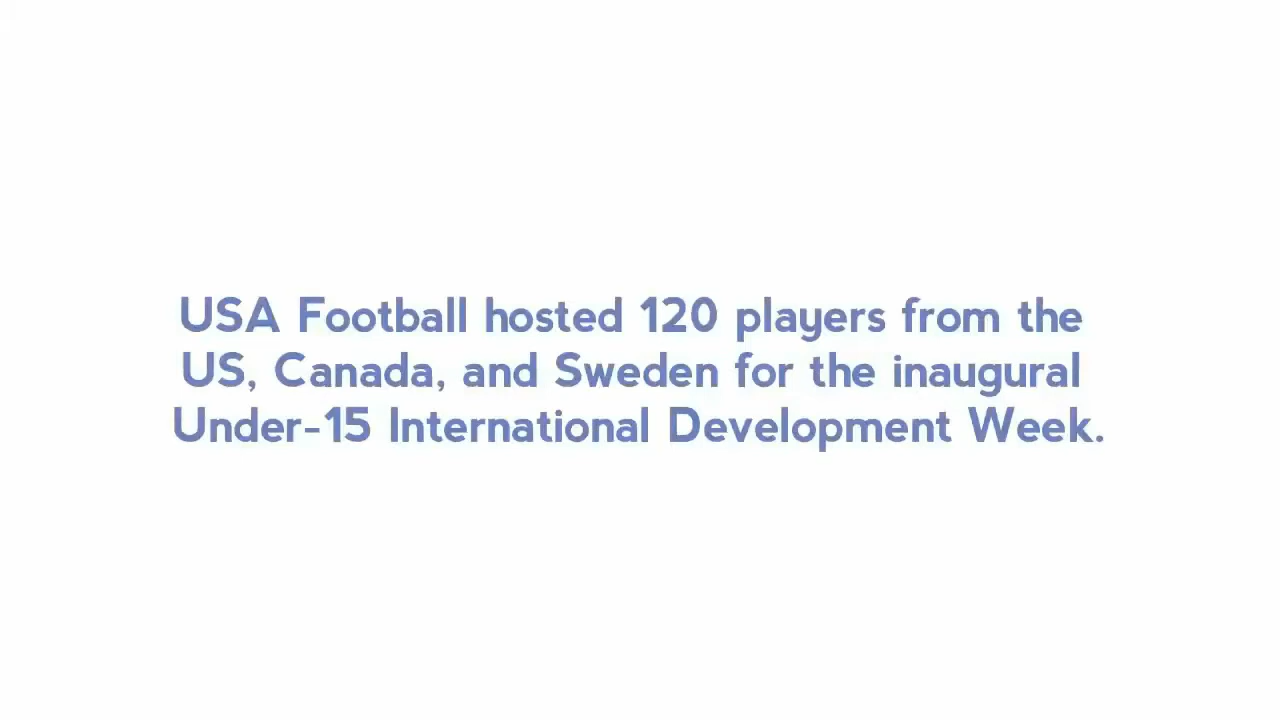 USA Football hosted 120 players from the
US, Canada, and Sweden for the inaugural
Under-15 International Development Week.